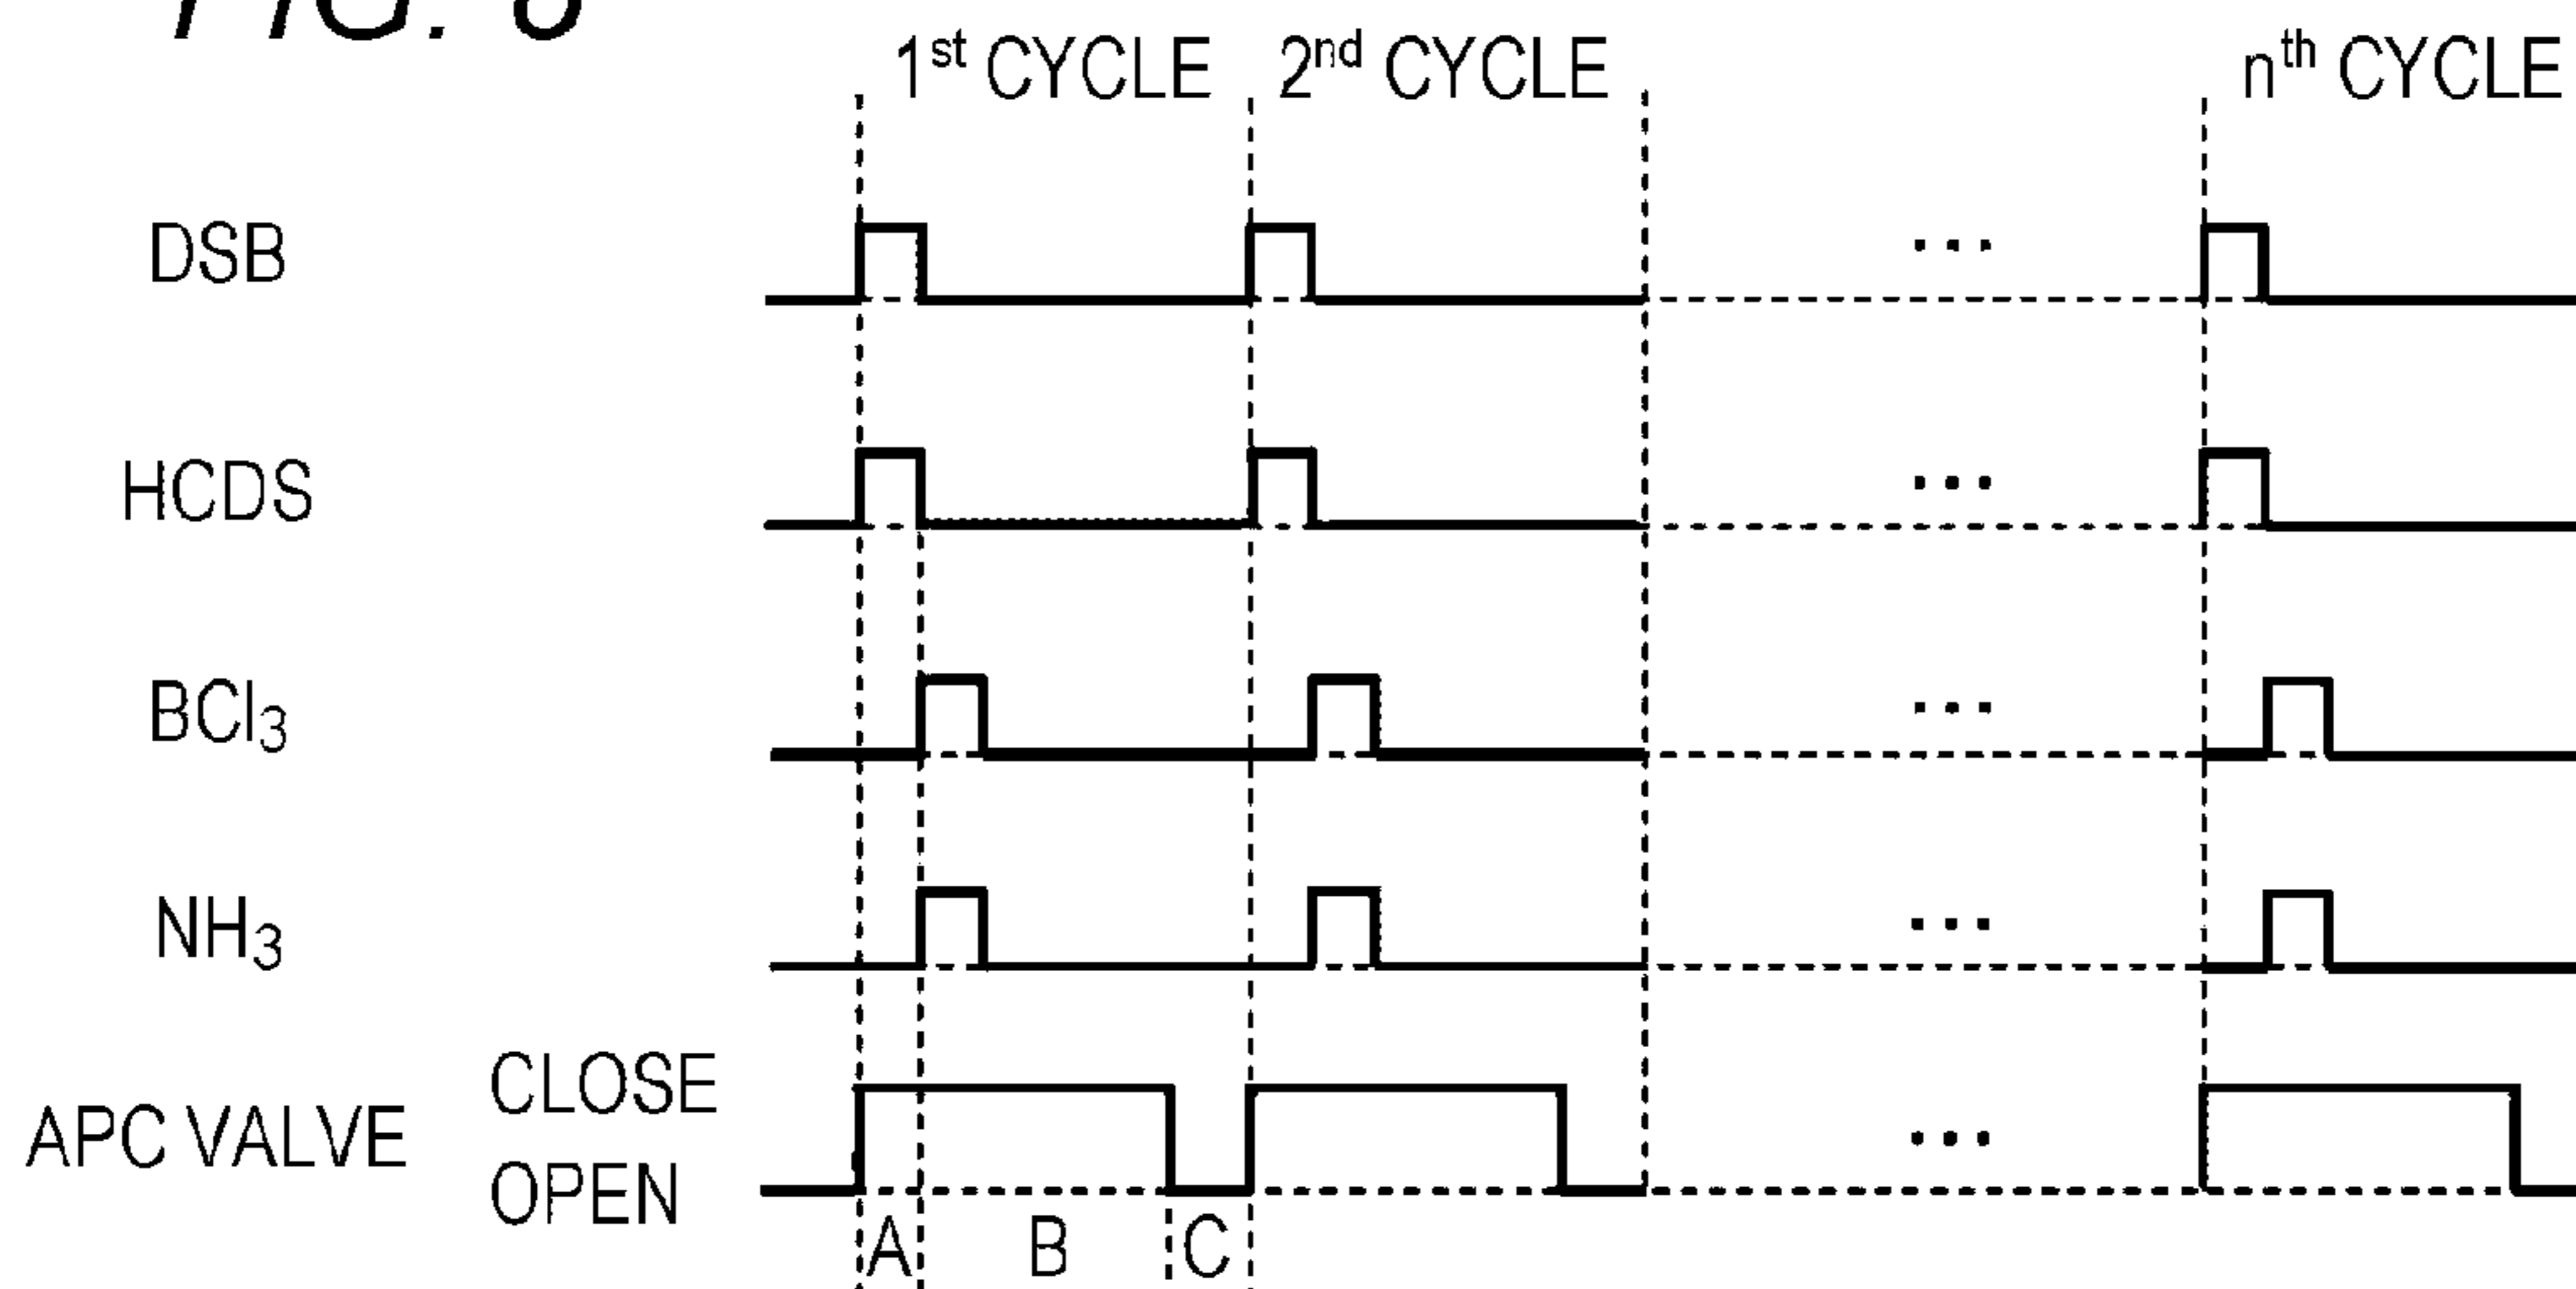 1st CYCLE 2nd CYCLE nth CYCLE
DSB ...
HCDS ...
BCl3 ...
NH3 ...
APC VALVE CLOSE ...
OPEN
A B C